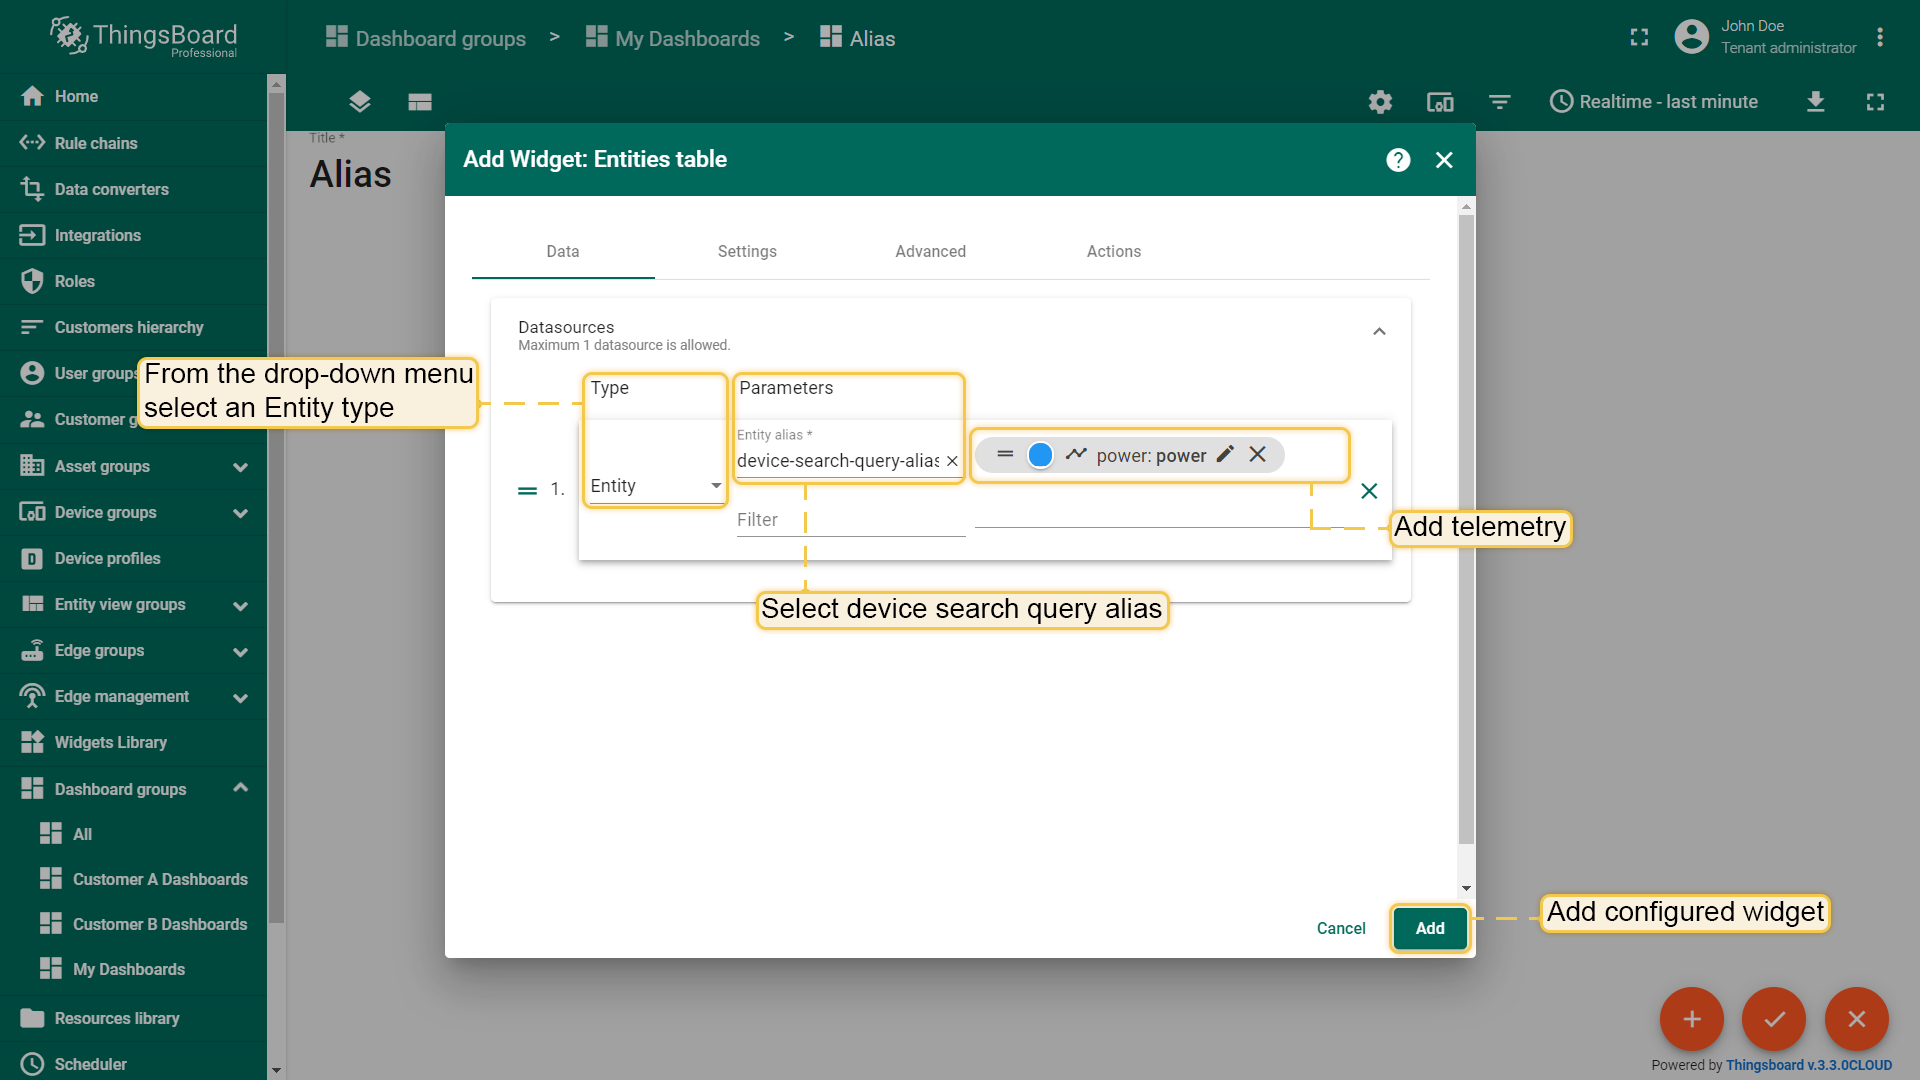 ThingsBoard
Professional
Dashboard groups > My Dashboards > Alias
John Doe
Tenant administrator
Realtime - last minute
Home
Rule chains
Data converters
Integrations
Roles
Customers hierarchy
User groups
Customer g
Asset groups
Device groups
Device profiles
Entity view groups
Edge groups
Edge management
Widgets Library
Dashboard groups
All
Customer A Dashboards
Customer B Dashboards
My Dashboards
Resources library
Scheduler
Title *
Alias
Add Widget: Entities table
Data Settings Advanced Actions
Datasources
Maximum 1 datasource is allowed.
From the drop-down menu
select an Entity type
Type Parameters
Entity alias *
device-search-query-alias
power: power
1. Entity
Filter
Add telemetry
Select device search query alias
Cancel Add
Add configured widget
Powered by Thingsboard v.3.3.0CLOUD